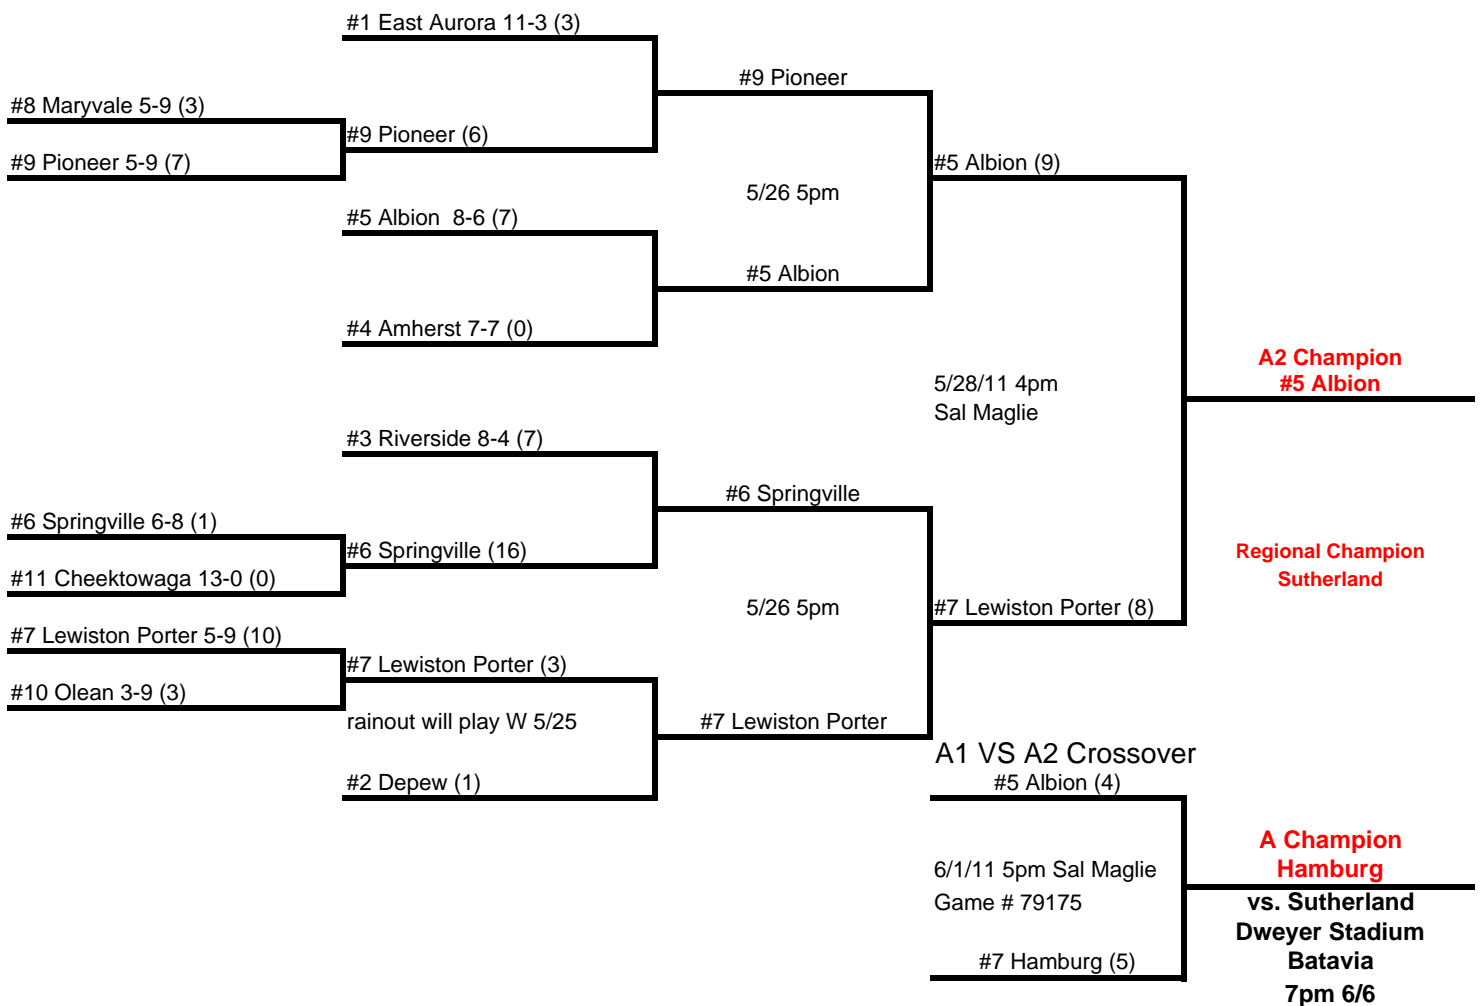 #1 East Aurora 11-3 (3)
#9 Pioneer
#8 Maryvale 5-9 (3)
#9 Pioneer (6)
#9 Pioneer 5-9 (7)
#5 Albion (9)
5/26 5pm
#5 Albion  8-6 (7)
#5 Albion
#4 Amherst 7-7 (0)
A2 Champion
#5 Albion
5/28/11 4pm
Sal Maglie
#3 Riverside 8-4 (7)
#6 Springville
#6 Springville 6-8 (1)
#6 Springville (16)
#11 Cheektowaga 13-0 (0)
Regional Champion
Sutherland
5/26 5pm
#7 Lewiston Porter (8)
#7 Lewiston Porter 5-9 (10)
#7 Lewiston Porter (3)
#10 Olean 3-9 (3)
rainout will play W 5/25
#7 Lewiston Porter
#2 Depew (1)
A1 VS A2 Crossover
#5 Albion (4)
6/1/11 5pm Sal Maglie
Game # 79175
#7 Hamburg (5)
A Champion
Hamburg
vs. Sutherland
Dweyer Stadium
Batavia
7pm 6/6